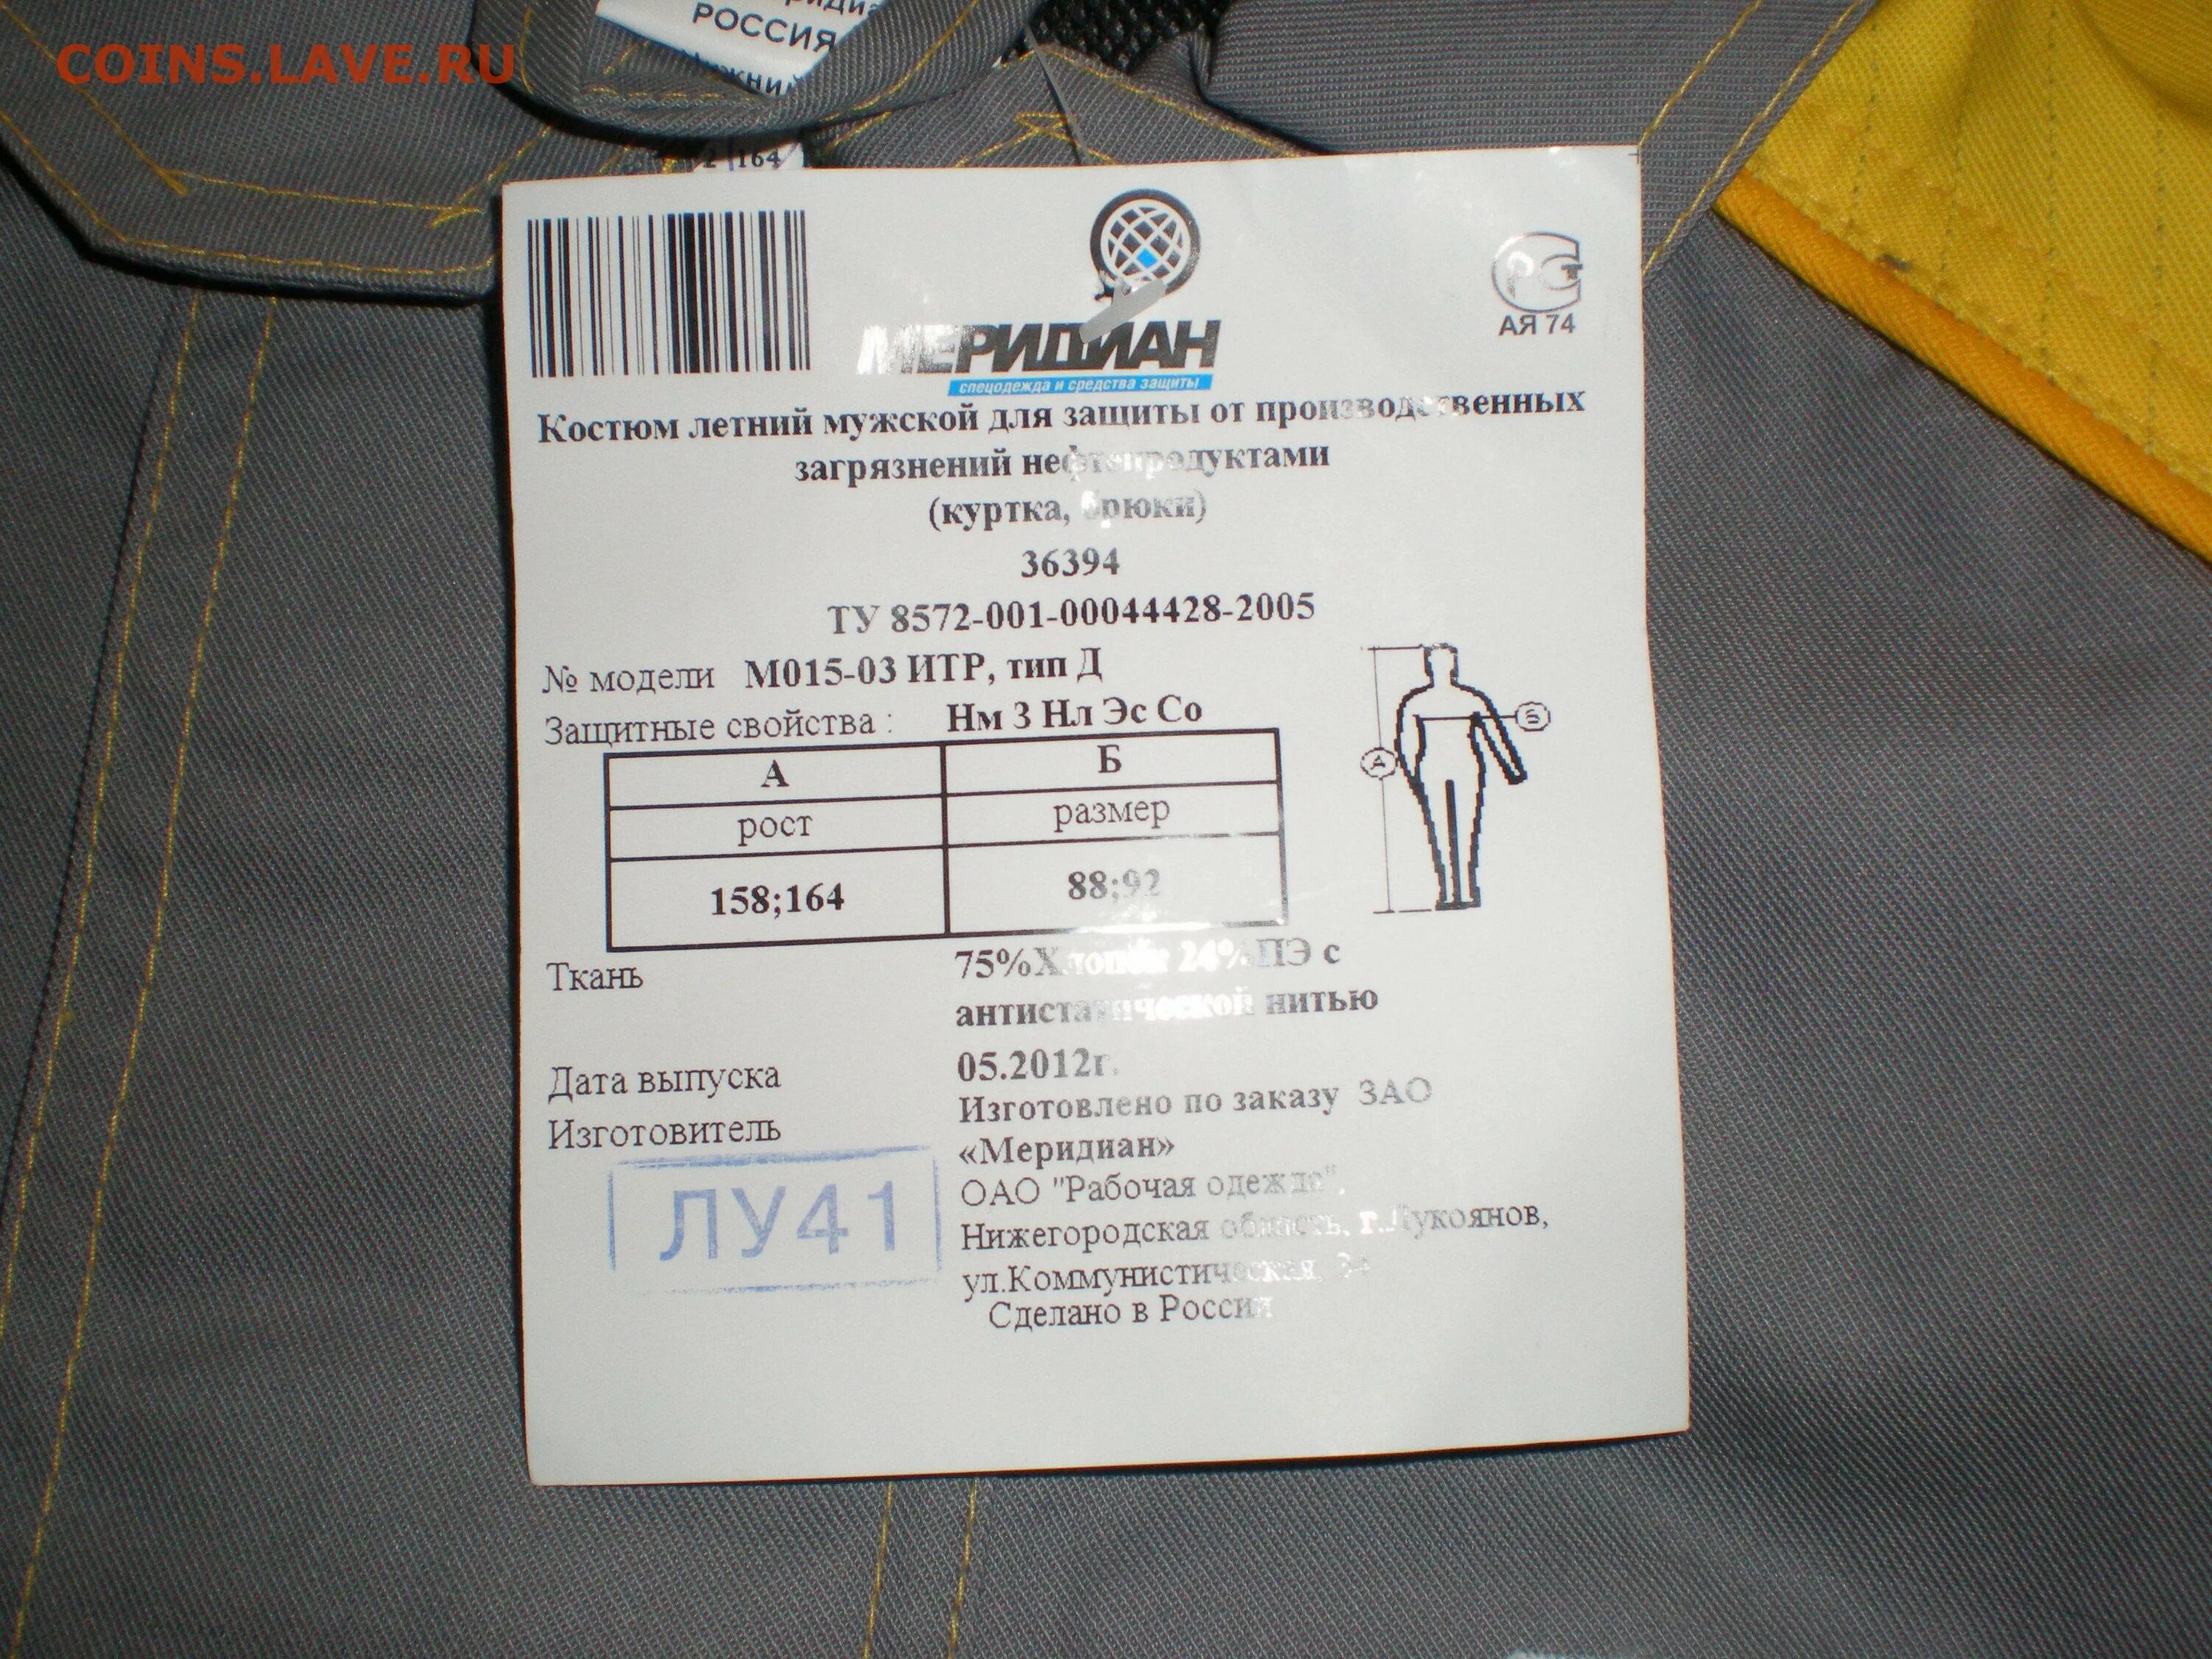 COINS.LAVE.RU
РОССИЯ
164
МЕРИДИАН
спецодежда и средства защиты
АЯ 74
Костюм летний мужской для защиты от производственных
загрязнений нефтепродуктами
(куртка, брюки)
36394
ТУ 8572-001-00044428-2005
№ модели М015-03 ИТР, тип Д
Защитные свойства : Нм З Нл Эс Со
А Б
рост размер
158;164 88;92
А
Б
Ткань 75%Хлопок 24%ПЭ с
антистатической нитью
Дата выпуска 05.2012г.
Изготовитель Изготовлено по заказу ЗАО
«Меридиан»
ОАО "Рабочая одежда",
Нижегородская область, г.Лукоянов,
ул.Коммунистическая,
Сделано в России
ЛУ41